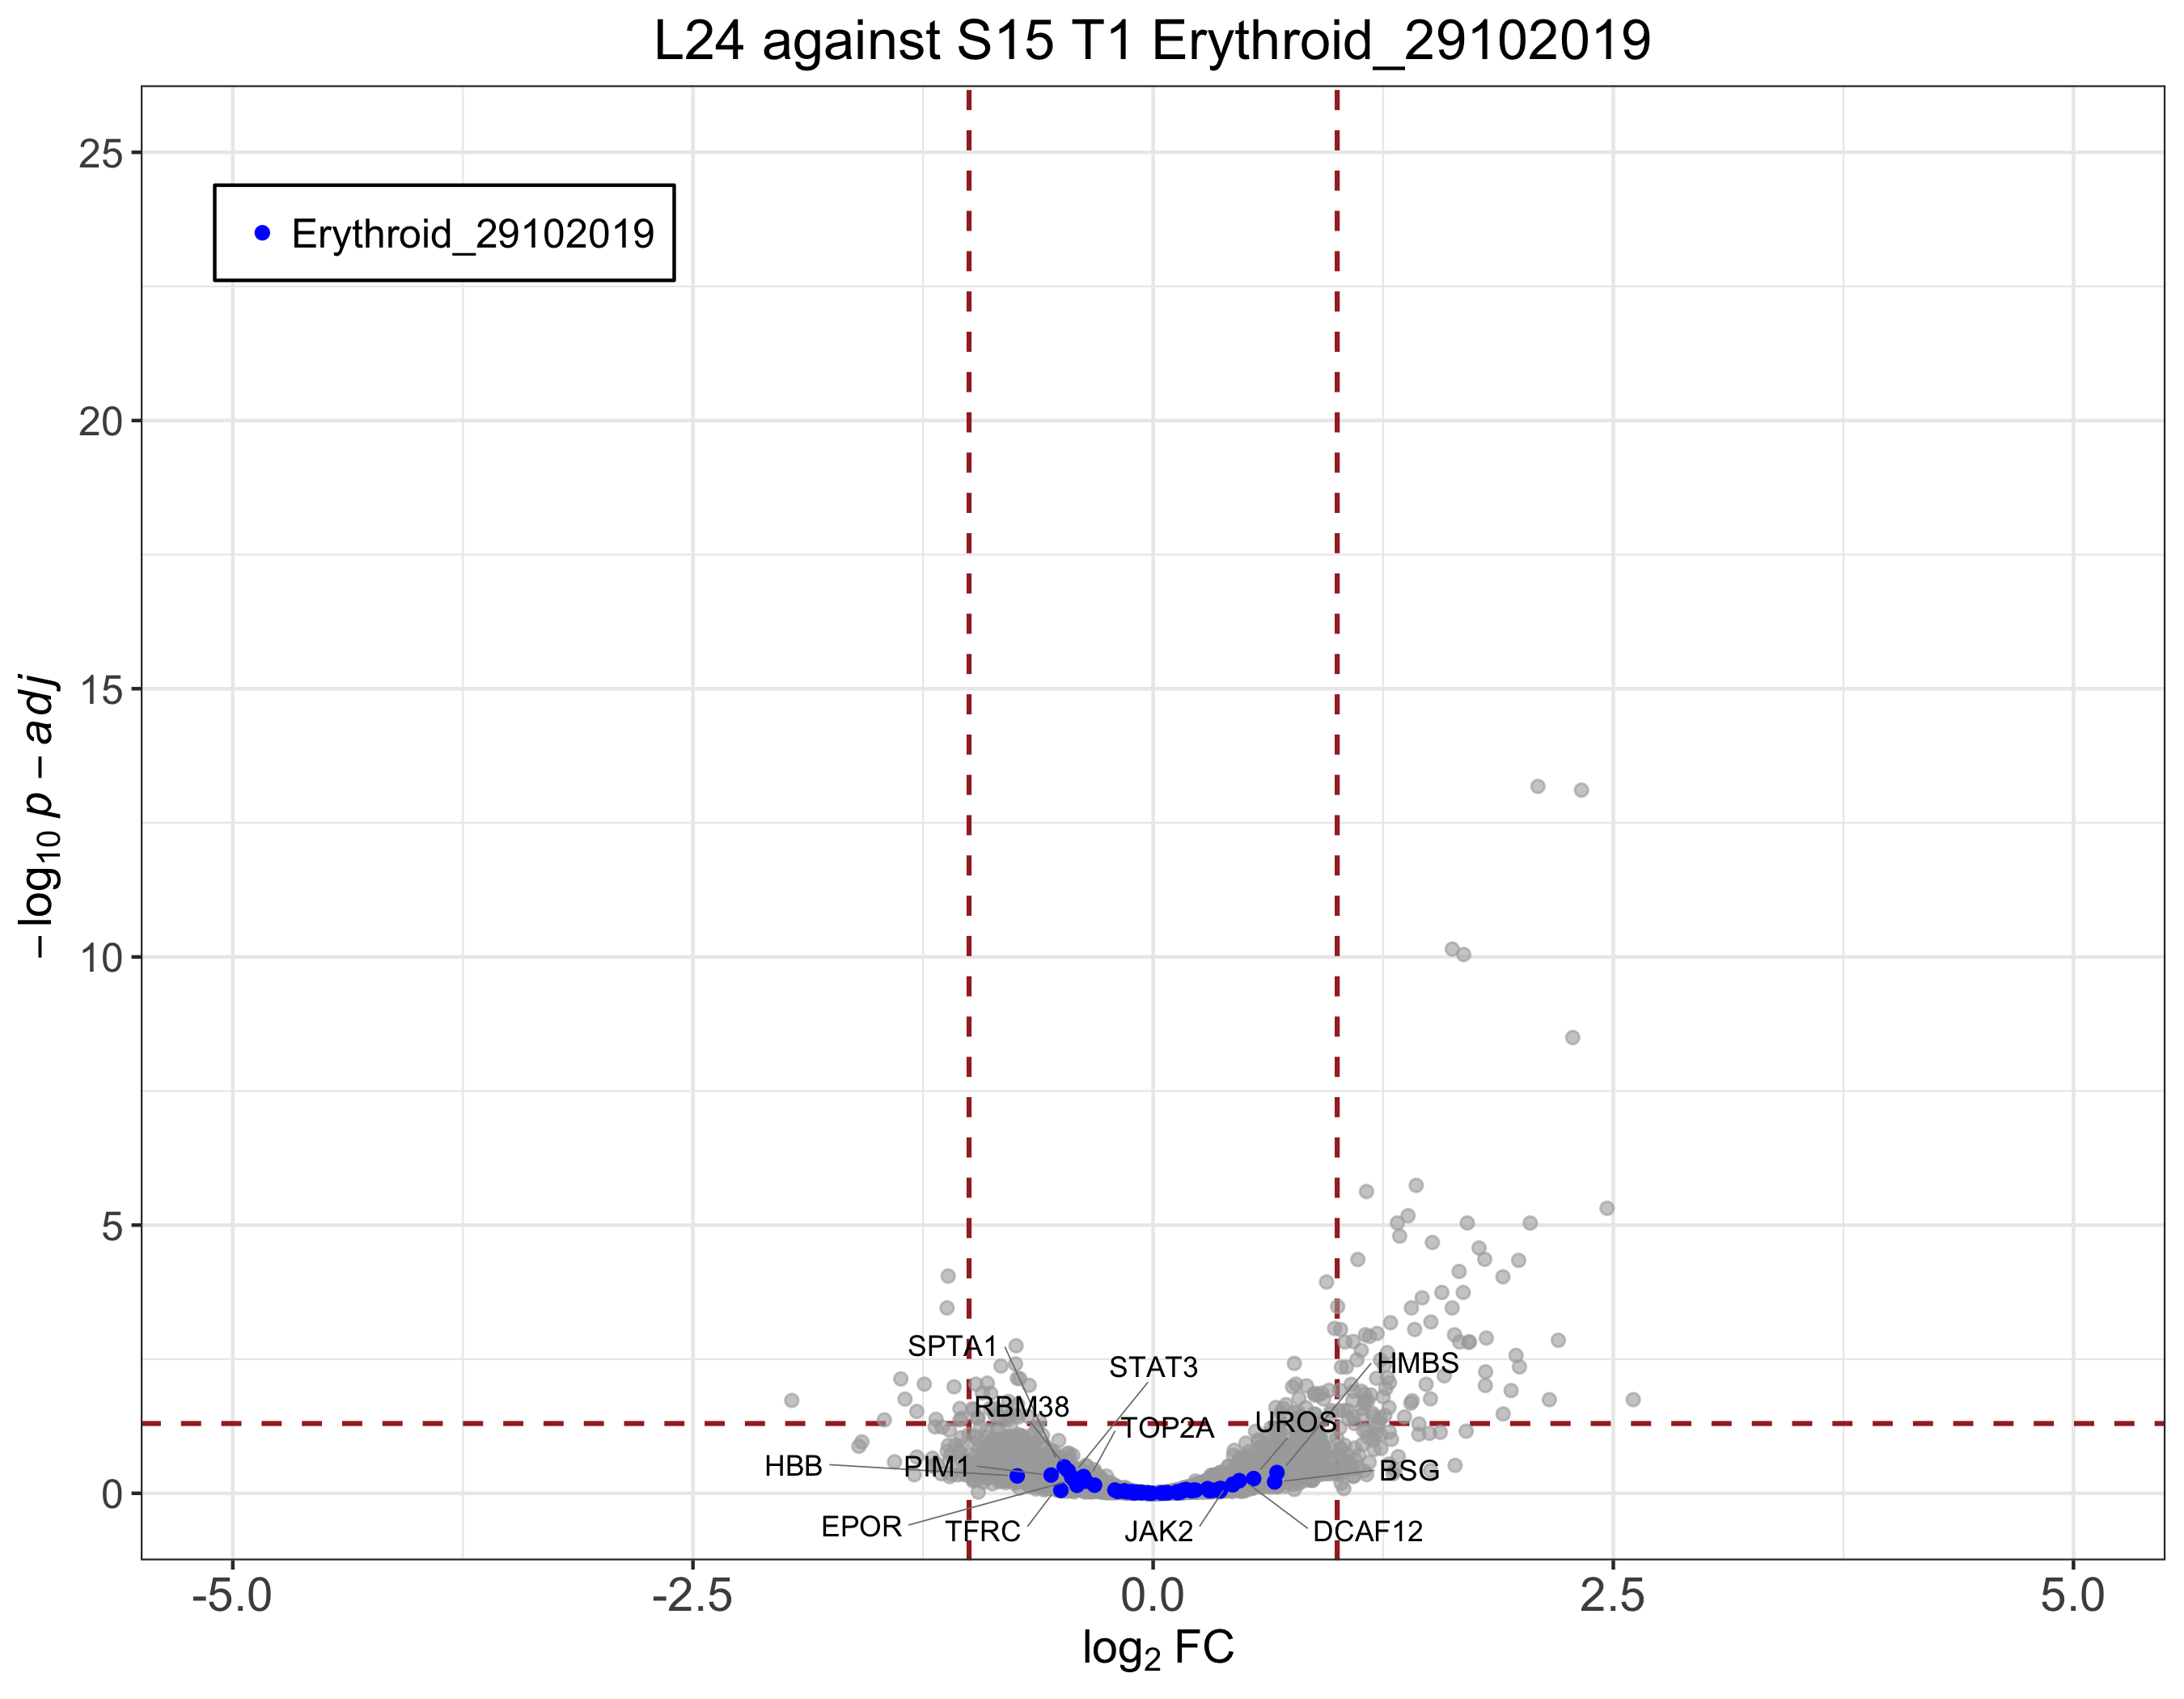 L24 against S15 T1 Erythroid_29102019
25
Erythroid_29102019
20
15
10
5
0
−log10 p − adj
SPTA1
STAT3
HMBS
RBM38
TOP2A
UROS
HBB
PIM1
BSG
EPOR
TFRC
JAK2
DCAF12
-5.0 -2.5 0.0 2.5 5.0
log2 FC